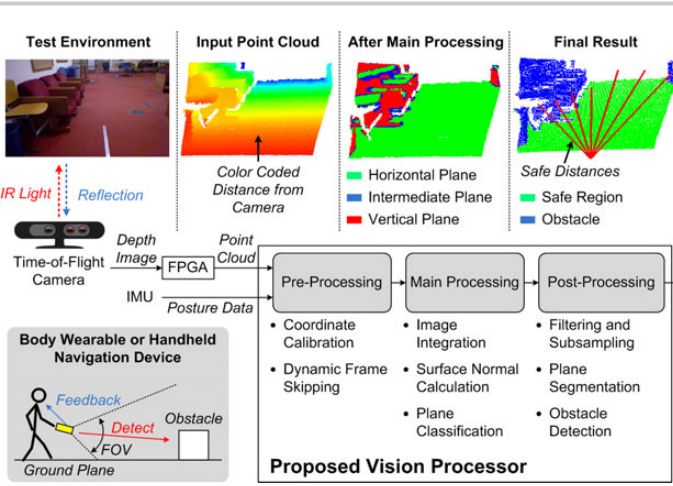 Test Environment
Input Point Cloud
After Main Processing
Final Result
IR Light
Reflection
Color Coded
Distance from
Camera
Horizontal Plane
Intermediate Plane
Vertical Plane
Safe Distances
Safe Region
Obstacle
Time-of-Flight
Camera
Depth
Image
FPGA
Point
Cloud
IMU
Posture Data
Pre-Processing
Main Processing
Post-Processing
• Coordinate
Calibration
• Dynamic Frame
Skipping
• Image
Integration
• Surface Normal
Calculation
• Plane
Classification
• Filtering and
Subsampling
• Plane
Segmentation
• Obstacle
Detection
Proposed Vision Processor
Body Wearable or Handheld
Navigation Device
Feedback
Detect
Obstacle
FOV
Ground Plane